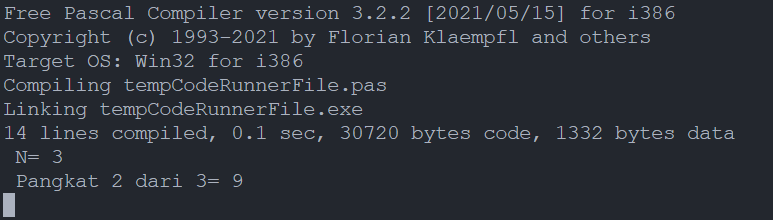 Free Pascal Compiler version 3.2.2 [2021/05/15] for i386
Copyright (c) 1993-2021 by Florian Klaempfl and others
Target OS: Win32 for i386
Compiling tempCodeRunnerFile.pas
Linking tempCodeRunnerFile.exe
14 lines compiled, 0.1 sec, 30720 bytes code, 1332 bytes data
N= 3
Pangkat 2 dari 3= 9